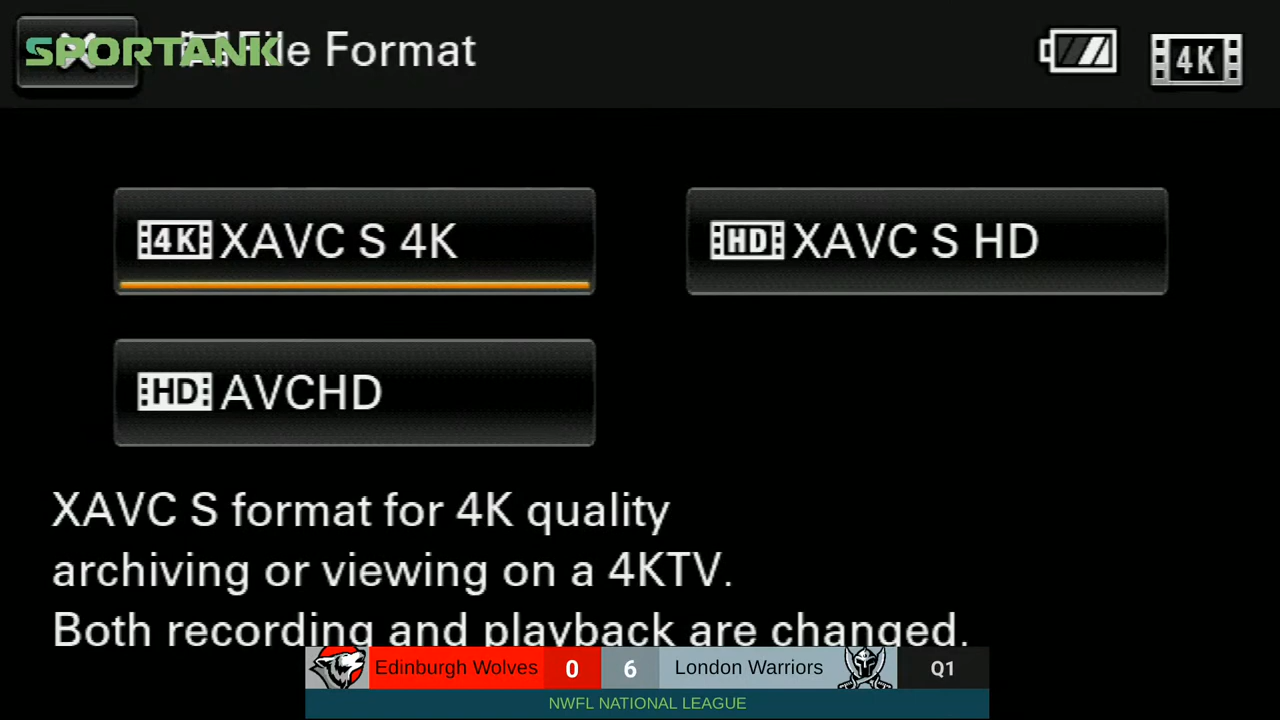 SPORTANK
File Format
4K
4K XAVC S 4K
HD XAVC S HD
HD AVCHD
XAVC S format for 4K quality
archiving or viewing on a 4KTV.
Both recording and playback are changed.
Edinburgh Wolves 0 6 London Warriors Q1
NWFL NATIONAL LEAGUE